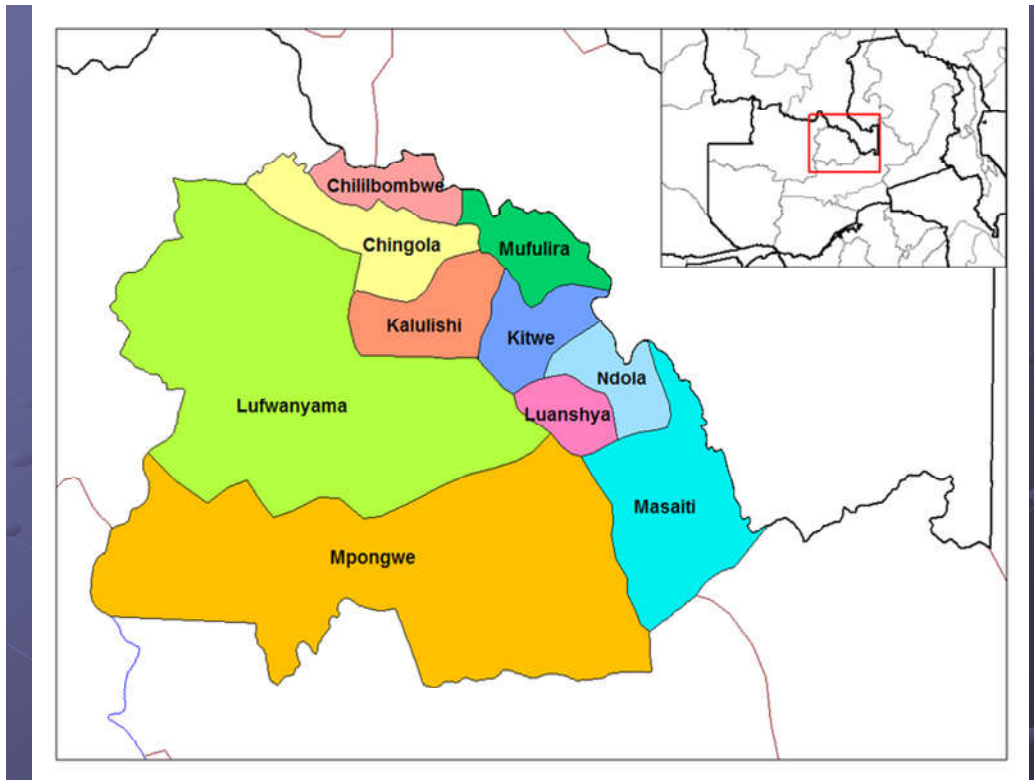 Chililbombwe
Chingola
Mufulira
Kalulishi
Kitwe
Ndola
Lufwanyama
Luanshya
Masaiti
Mpongwe